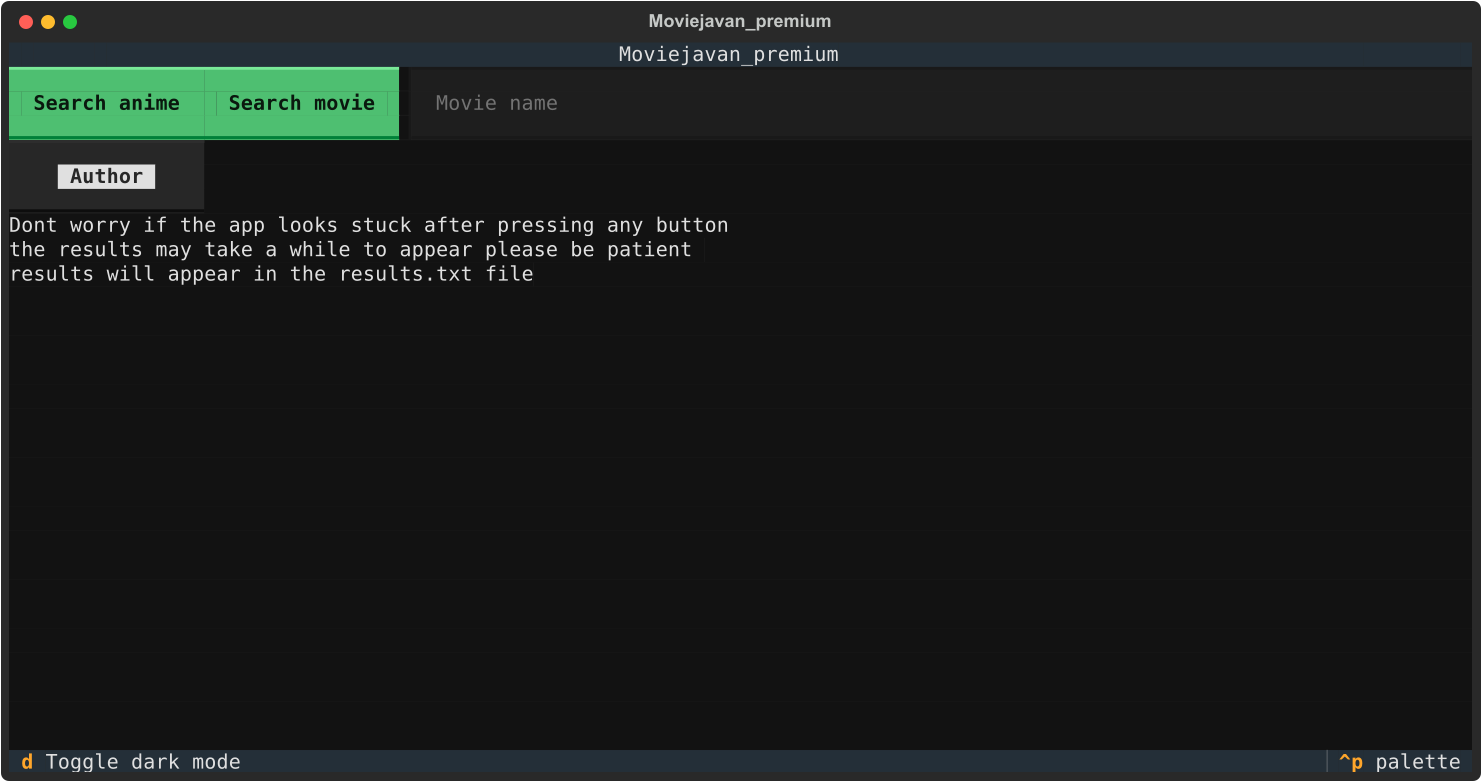 Moviejavan_premium
Moviejavan_premium
Search anime Search movie Movie name
Author
Dont worry if the app looks stuck after pressing any button
the results may take a while to appear please be patient
results will appear in the results.txt file
d Toggle dark mode ^p palette